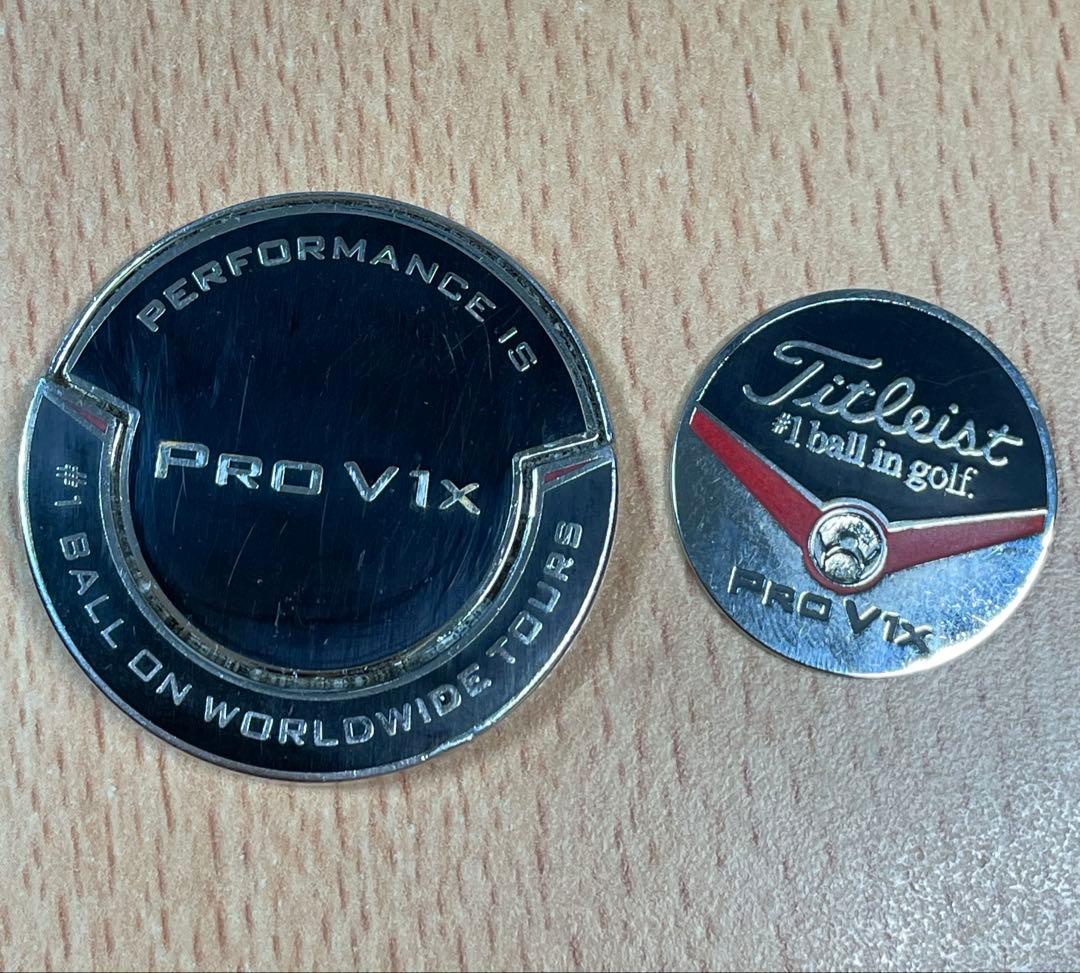 PERFORMANCE IS
PRO V1x
#1 BALL ON WORLDWIDE TOURS
Titleist
#1 ball in golf.
PRO V1x